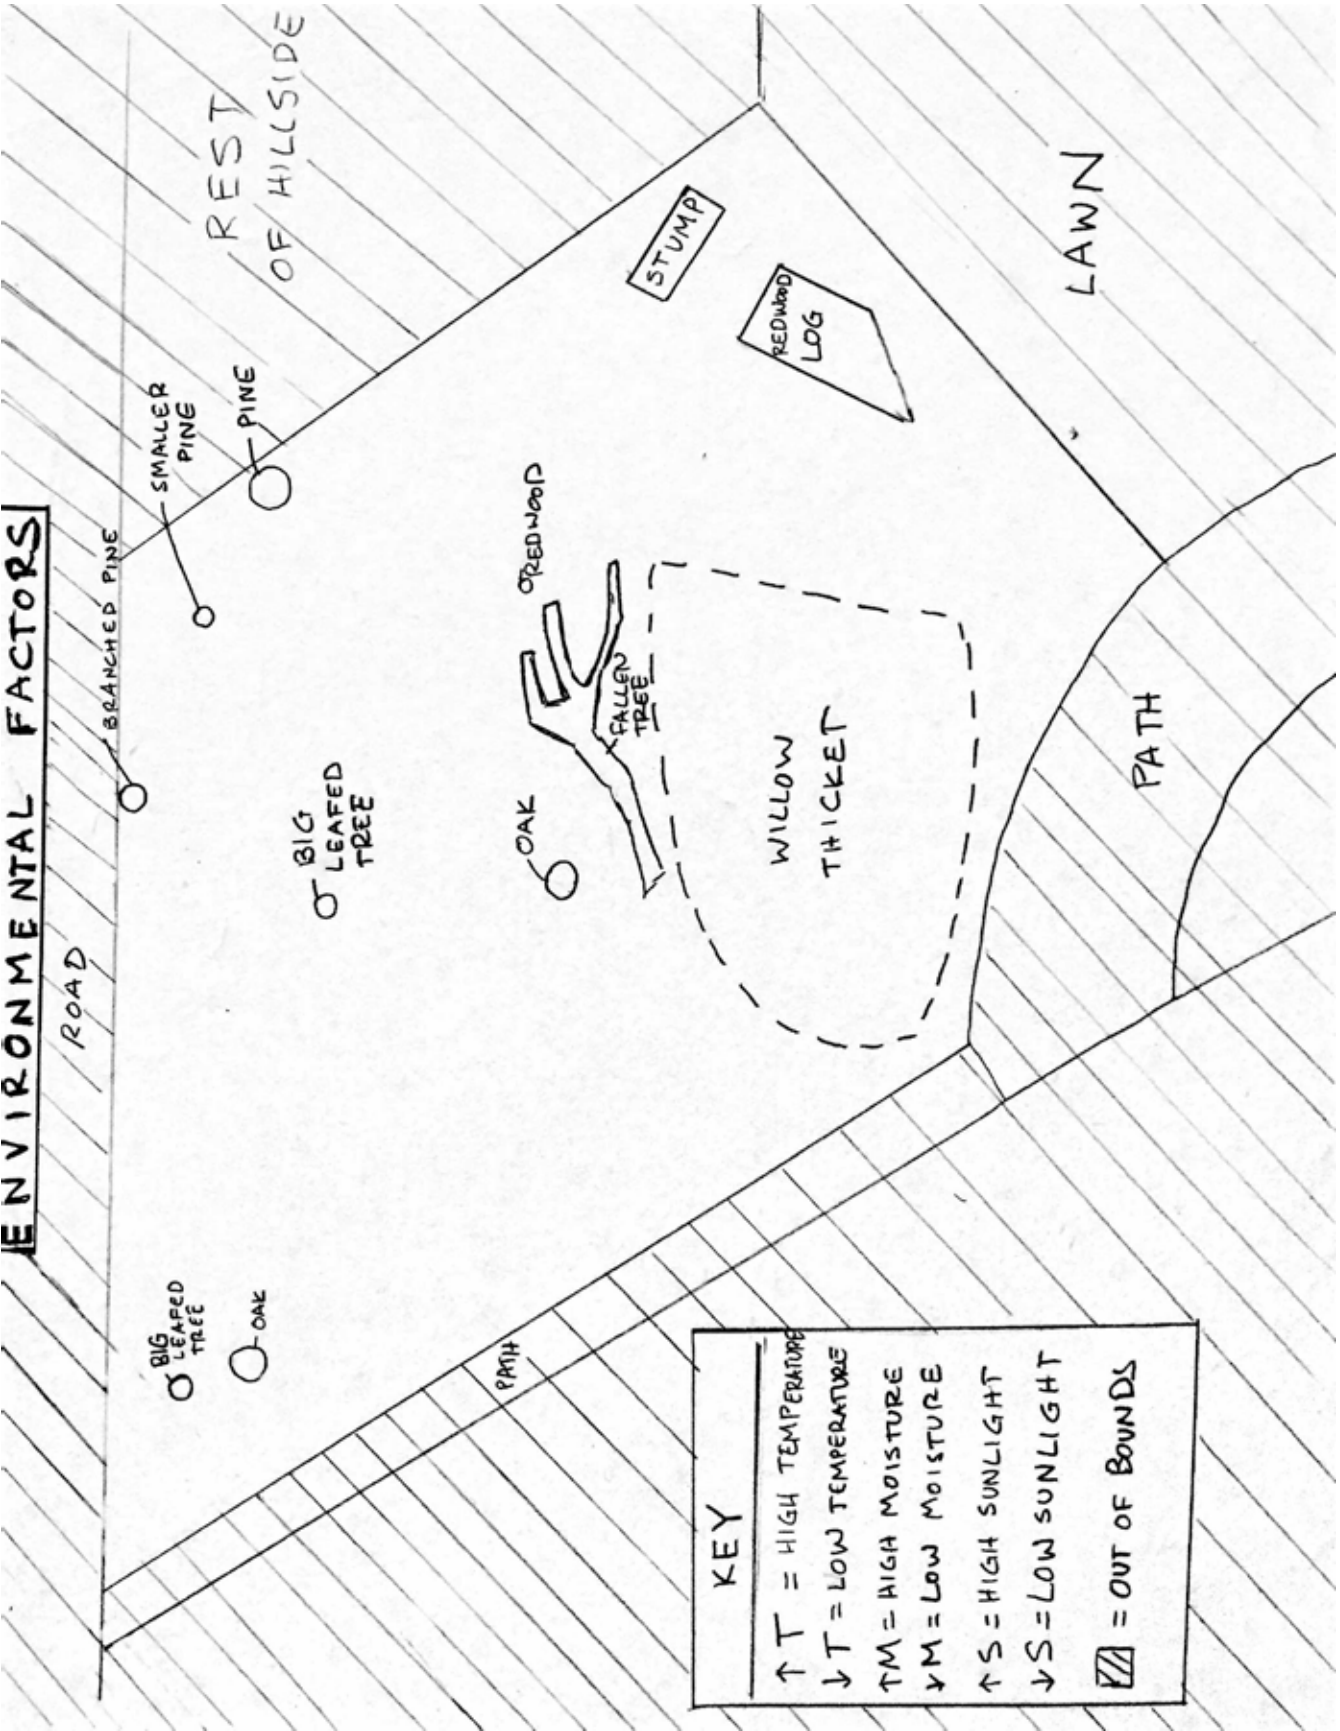 ENVIRONMENTAL FACTORS
ROAD
BRANCHED PINE
SMALLER
PINE
PINE
REST
OF HILLSIDE
BIG
LEAFED
TREE
OAK
BIG
LEAFED
TREE
OAK
REDWOOD
FALLEN
TREE
STUMP
REDWOOD
LOG
WILLOW
THICKET
LAWN
PATH
PATH
KEY
↑T = HIGH TEMPERATURE
↓T = LOW TEMPERATURE
↑M = HIGH MOISTURE
↓M = LOW MOISTURE
↑S = HIGH SUNLIGHT
↓S = LOW SUNLIGHT
= OUT OF BOUNDS